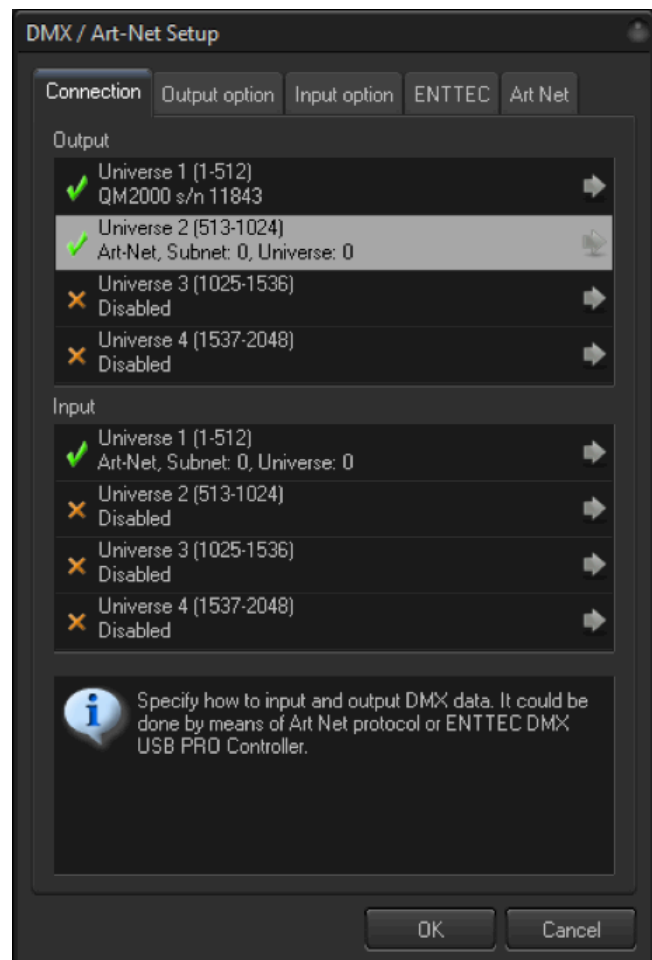 DMX / Art-Net Setup
Connection Output option Input option ENTTEC Art Net
Output
Universe 1 (1-512)
QM2000 s/n 11843
Universe 2 (513-1024)
Art-Net, Subnet: 0, Universe: 0
Universe 3 (1025-1536)
Disabled
Universe 4 (1537-2048)
Disabled
Input
Universe 1 (1-512)
Art-Net, Subnet: 0, Universe: 0
Universe 2 (513-1024)
Disabled
Universe 3 (1025-1536)
Disabled
Universe 4 (1537-2048)
Disabled
Specify how to input and output DMX data. It could be
done by means of Art Net protocol or ENTTEC DMX
USB PRO Controller.
OK Cancel